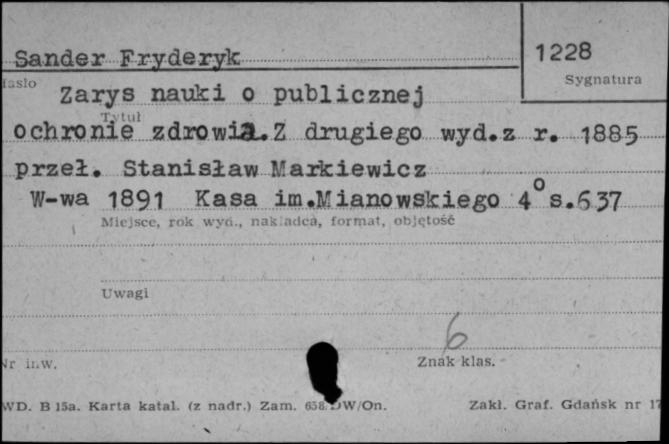 Sander Fryderyk
1228
Hasło
Sygnatura
Zarys nauki o publicznej
Tytuł
ochronie zdrowia. Z drugiego wyd.z r. 1885
przeł. Stanisław Markiewicz
W-wa 1891 Kasa im.Mianowskiego 4° s.637
Miejsce, rok wyd., nakładca, format, objętość
Uwagi
6
Nr inw.
Znak klas.
WD. B 15a. Karta katal. (z nadr.) Zam. 658/DW/On.
Zakł. Graf. Gdańsk nr 17